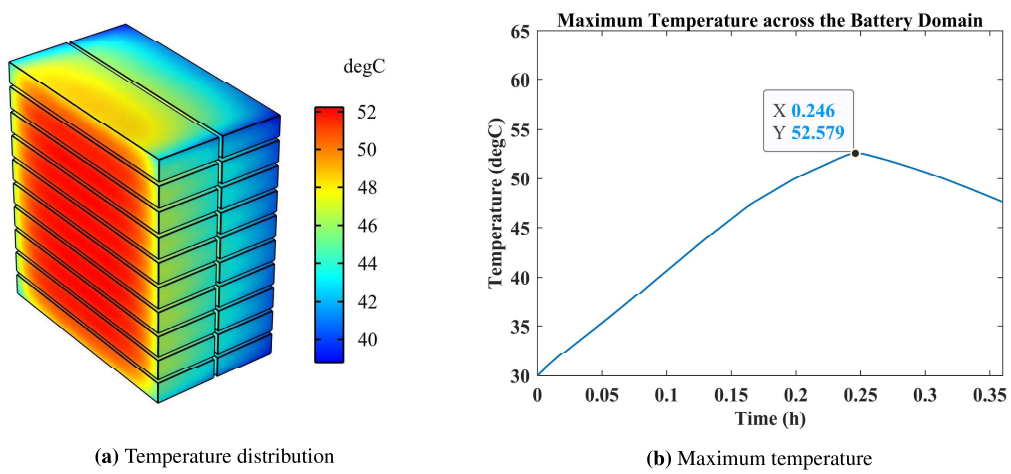 degC
52
50
48
46
44
42
40
(a) Temperature distribution
Maximum Temperature across the Battery Domain
Temperature (degC)
65
60
55
50
45
40
35
30
X 0.246
Y 52.579
0 0.05 0.1 0.15 0.2 0.25 0.3 0.35
Time (h)
(b) Maximum temperature